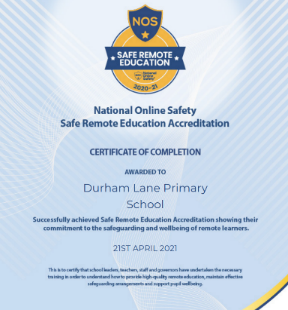 NOS
SAFE REMOTE
EDUCATION
2020-21
National Online Safety
Safe Remote Education Accreditation
CERTIFICATE OF COMPLETION
AWARDED TO
Durham Lane Primary
School
Successfully achieved Safe Remote Education Accreditation showing their
commitment to the safeguarding and wellbeing of remote learners.
21ST APRIL 2021
This is to certify that school leaders, teachers, staff and governors have undertaken the necessary
training in order to understand how to provide high-quality remote education, maintain effective
safeguarding arrangements and support pupil wellbeing.